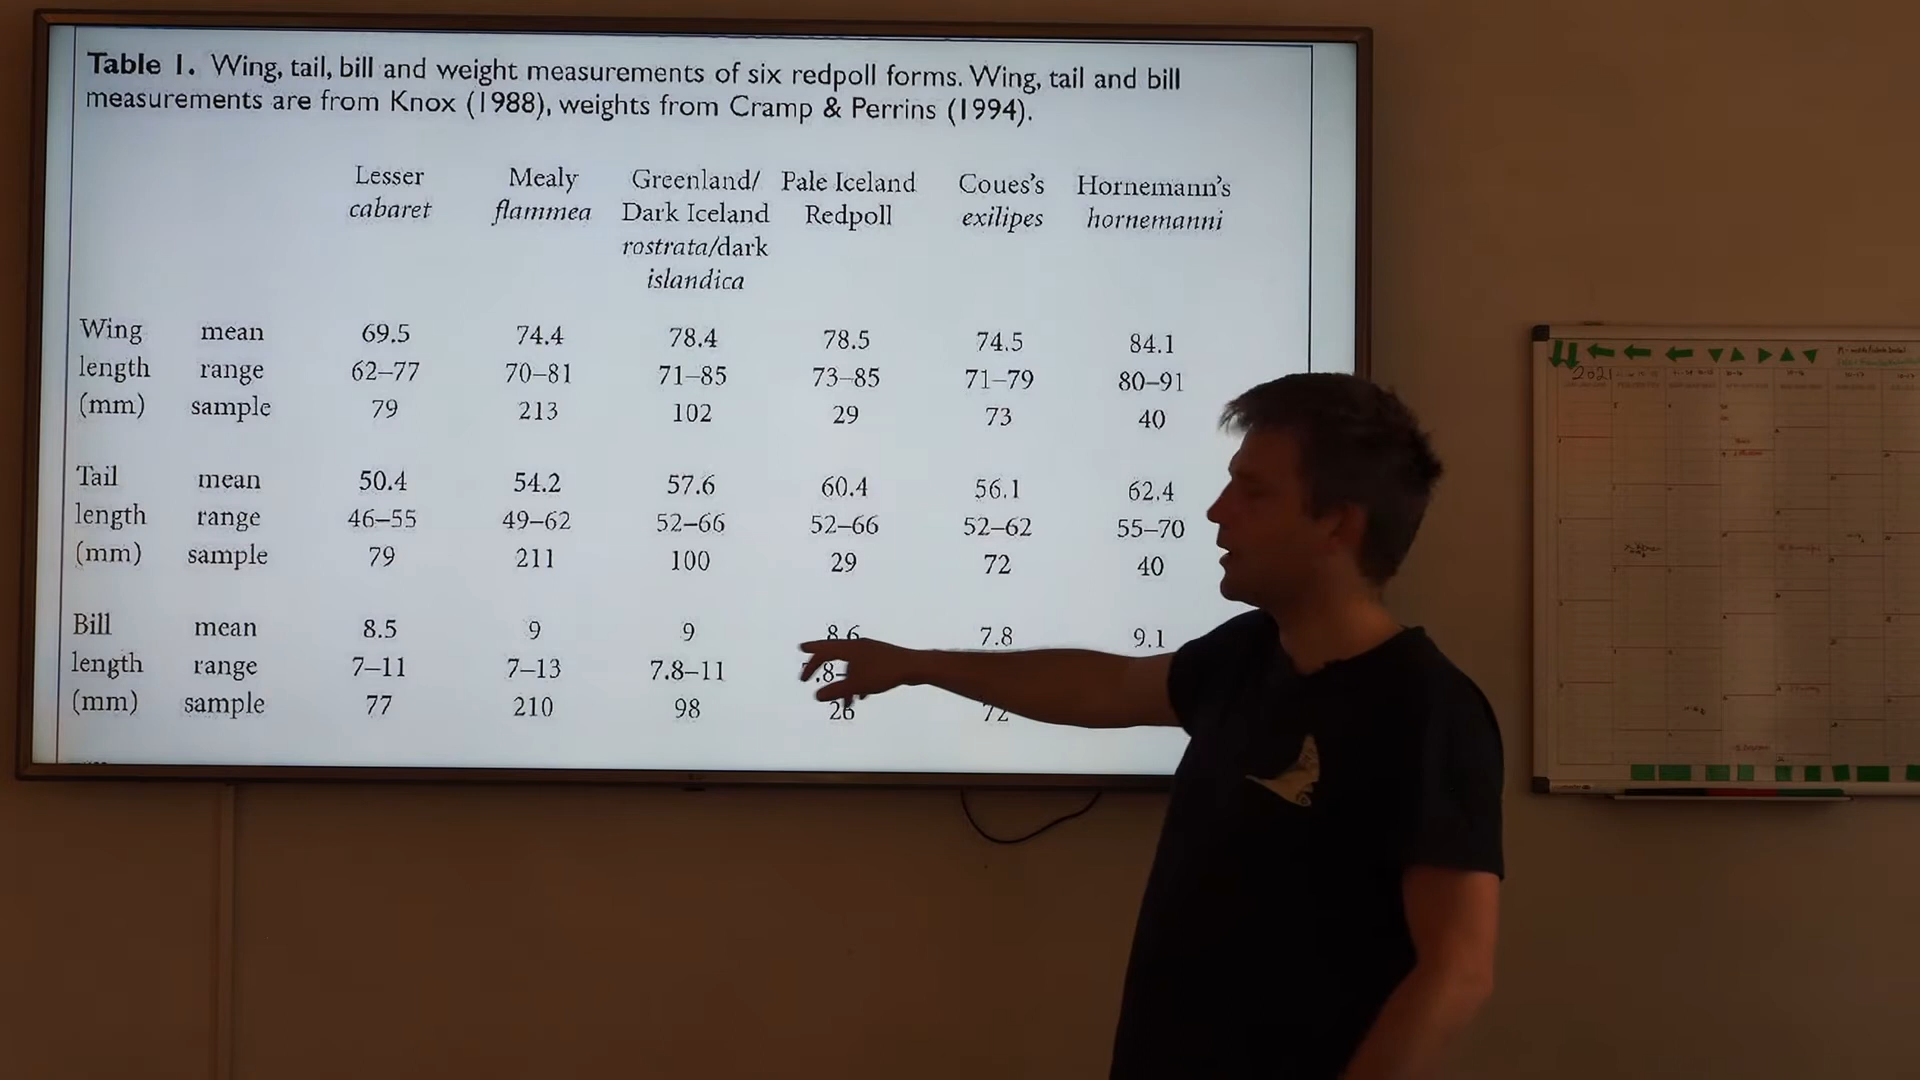 Table 1. Wing, tail, bill and weight measurements of six redpoll forms. Wing, tail and bill
measurements are from Knox (1988), weights from Cramp & Perrins (1994).
Lesser Mealy Greenland/ Pale Iceland Coues's Hornemann's
cabaret flammea Dark Iceland Redpoll exilipes hornemanni
rostrata/dark
islandica
Wing mean 69.5 74.4 78.4 78.5 74.5 84.1
length range 62–77 70–81 71–85 73–85 71–79 80–91
(mm) sample 79 213 102 29 73 40
Tail mean 50.4 54.2 57.6 60.4 56.1 62.4
length range 46–55 49–62 52–66 52–66 52–62 55–70
(mm) sample 79 211 100 29 72 40
Bill mean 8.5 9 9 8.6 7.8 9.1
length range 7–11 7–13 7.8–11
(mm) sample 77 210 98 26 72
2021